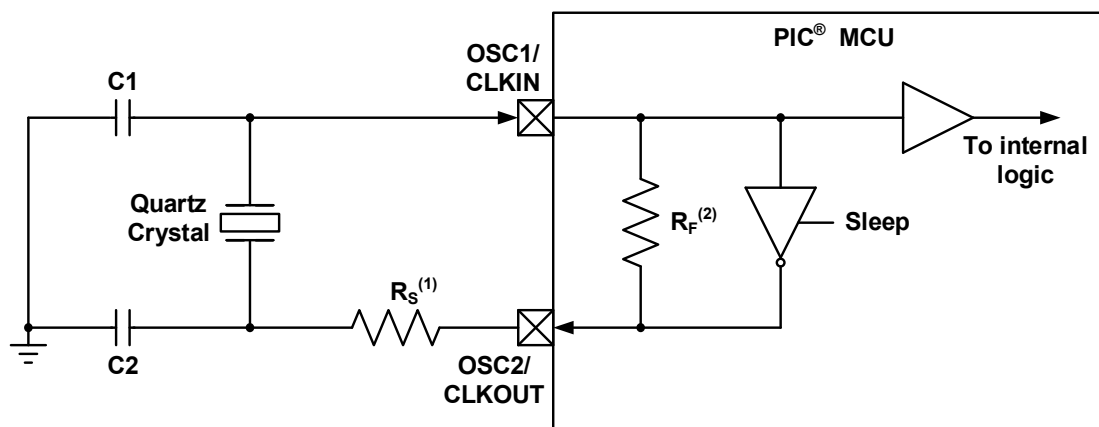 PIC® MCU
OSC1/
CLKIN
C1
To internal
logic
Quartz
Crystal
RF(2)
Sleep
RS(1)
C2
OSC2/
CLKOUT